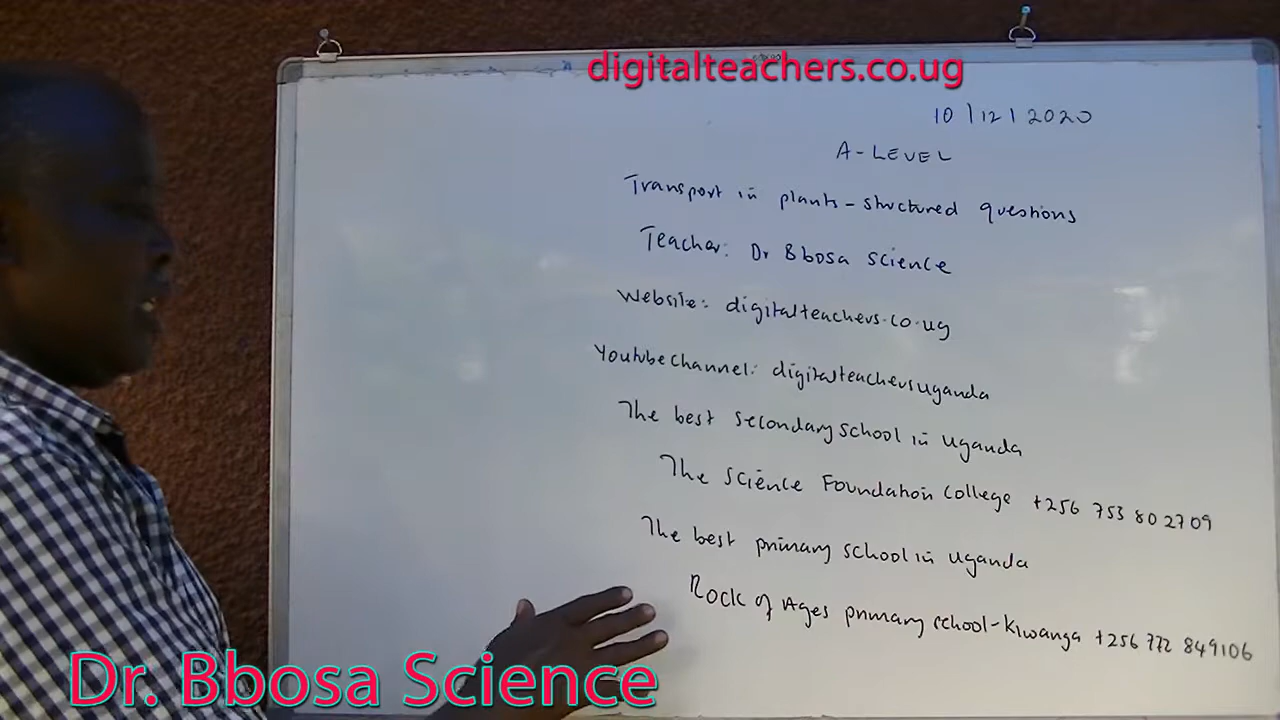 digitalteachers.co.ug
10/12/2020
A-LEVEL
Transport in plants-structured questions
Teacher: Dr Bbosa Science
Website: digitalteachers.co.ug
Youtube channel: digitalteachersuganda
The best secondary school in Uganda
The Science Foundation College +256 753 802709
The best primary school in Uganda
Rock of Ages primary school-Kiwanga +256 772 849106
Dr. Bbosa Science